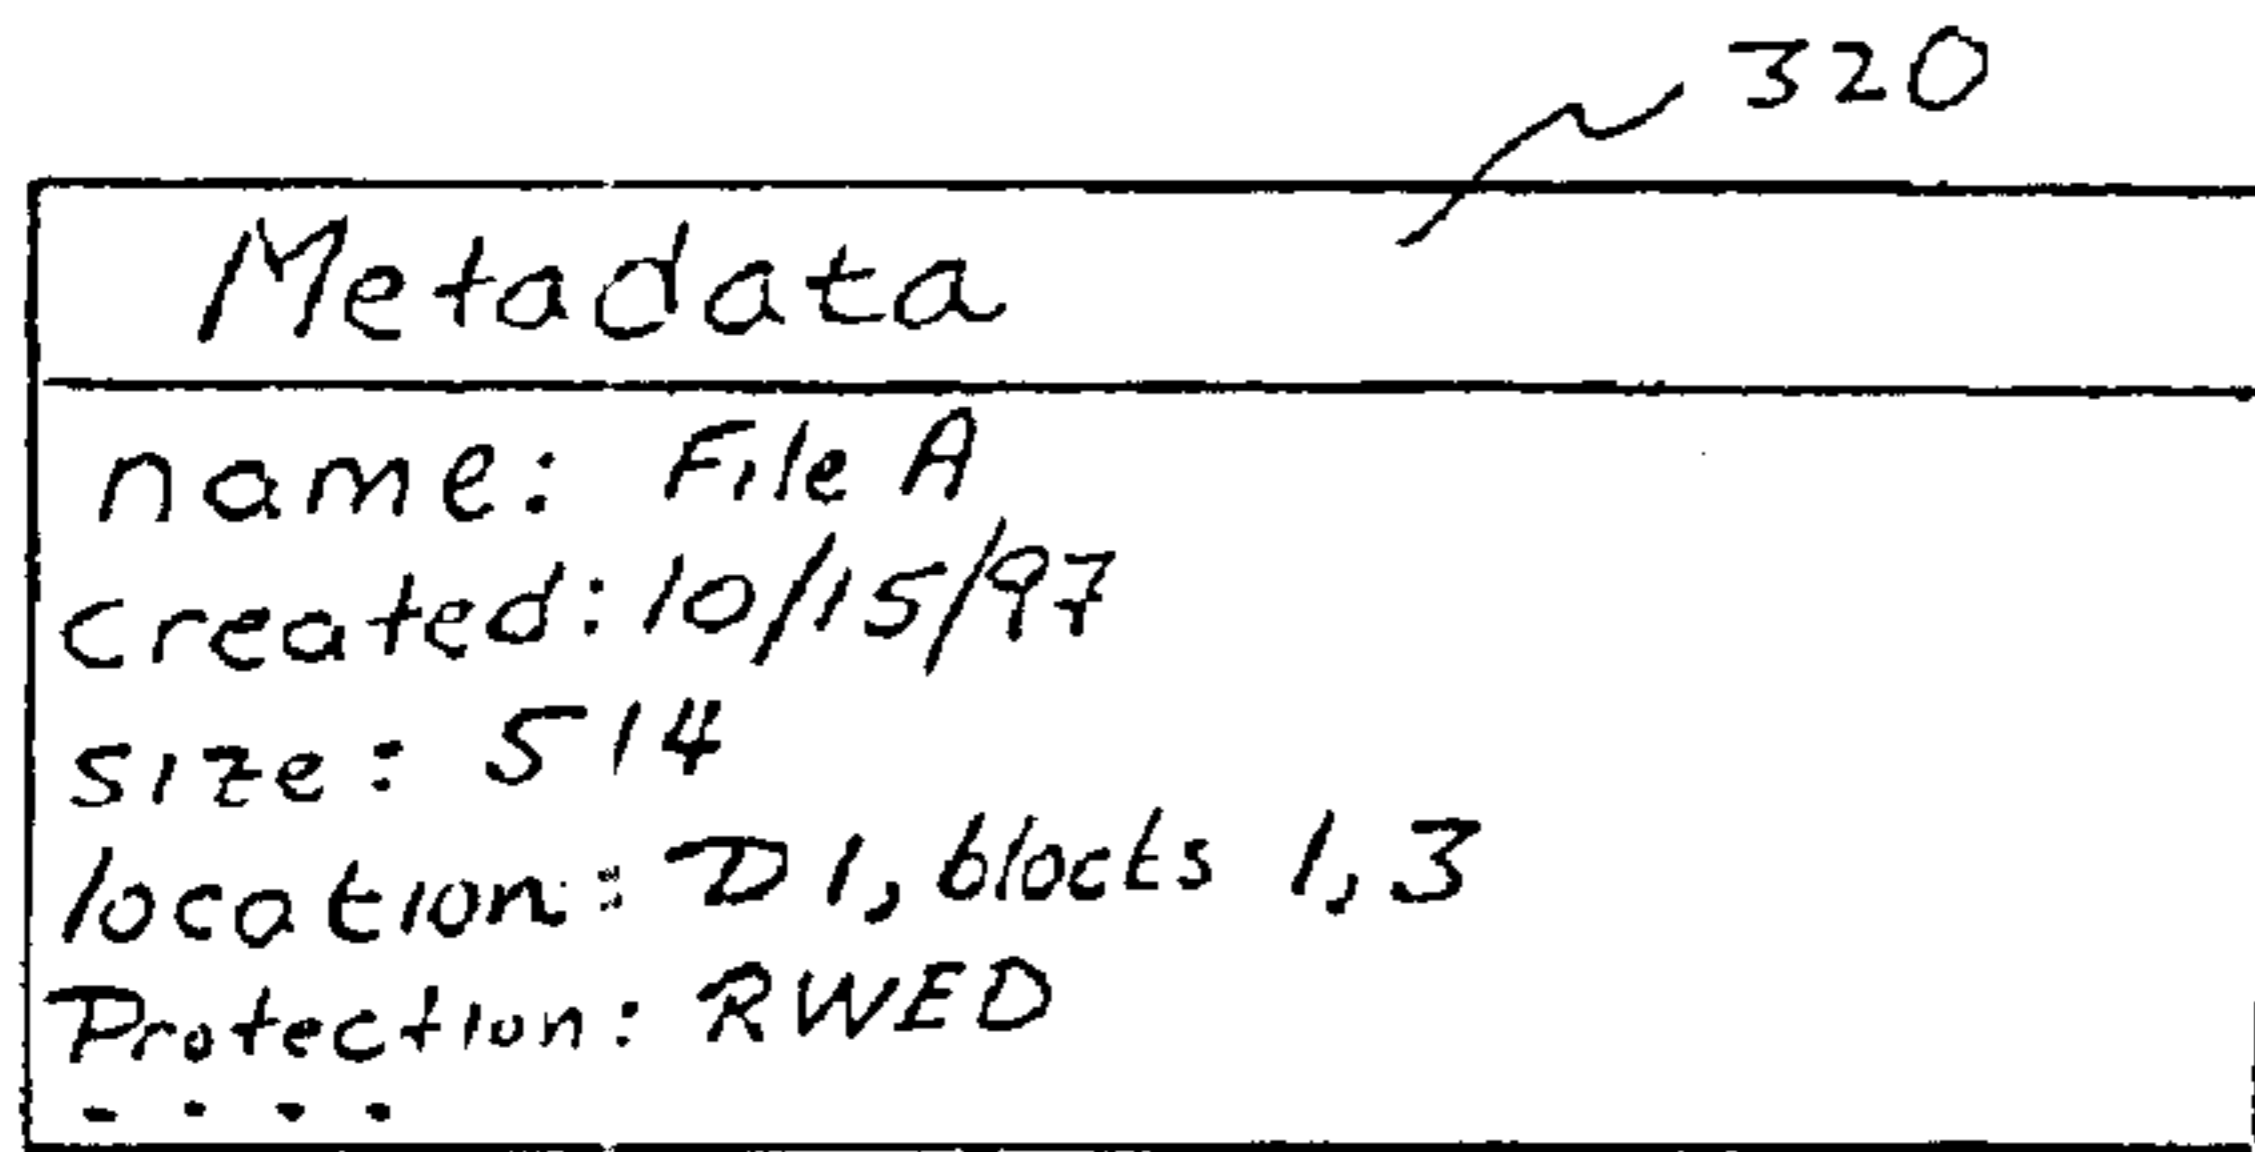 320
Metadata
name: File A
created: 10/15/97
size: 514
location: D1, blocks 1,3
Protection: RWED
. . . .